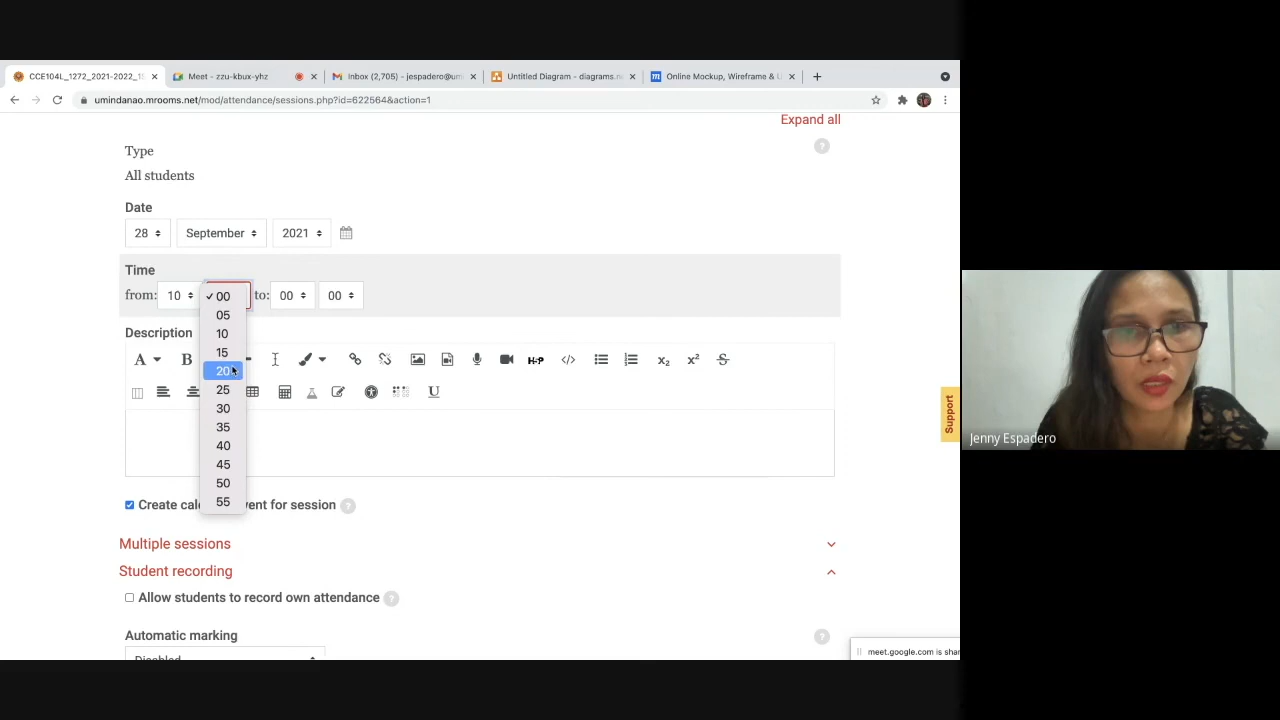 CCE104L_1272_2021-2022_1S
Meet - zzu-kbux-yhz
Inbox (2,705) - jespadero@um
Untitled Diagram - diagrams.n
Online Mockup, Wireframe & U
umindanao.mrooms.net/mod/attendance/sessions.php?id=622564&action=1
Expand all
Type
All students
Date
28 September 2021
Time
from: 10 to: 00 00
✓ 00
05
10
15
20
25
30
35
40
45
50
55
Description
A B H-P x₂ x² S
U
Create cal vent for session
Multiple sessions
Student recording
Allow students to record own attendance
Automatic marking
Disabled
Support
meet.google.com is shar
Jenny Espadero